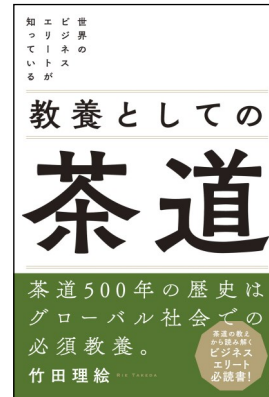 世界の
ビジネス
エリートが
知っている
教養としての
茶道
茶道500年の歴史は
グローバル社会での
必須教養。
竹田理絵 RIE TAKEDA
茶道の教え
から読み解く
ビジネス
エリート
必読書!